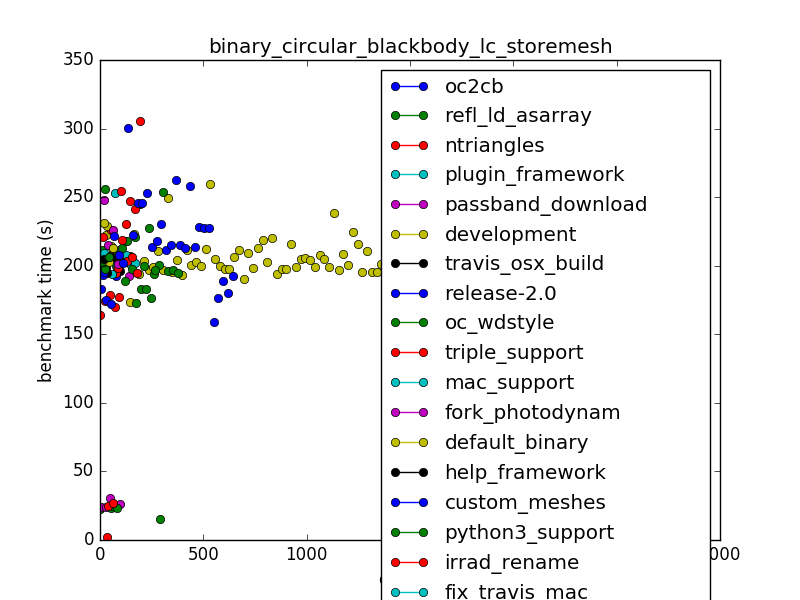 binary_circular_blackbody_lc_storemesh
350
300
250
200
150
100
50
0
benchmark time (s)
0
500
1000
000
oc2cb
refl_ld_asarray
ntriangles
plugin_framework
passband_download
development
travis_osx_build
release-2.0
oc_wdstyle
triple_support
mac_support
fork_photodynam
default_binary
help_framework
custom_meshes
python3_support
irrad_rename
fix_travis_mac